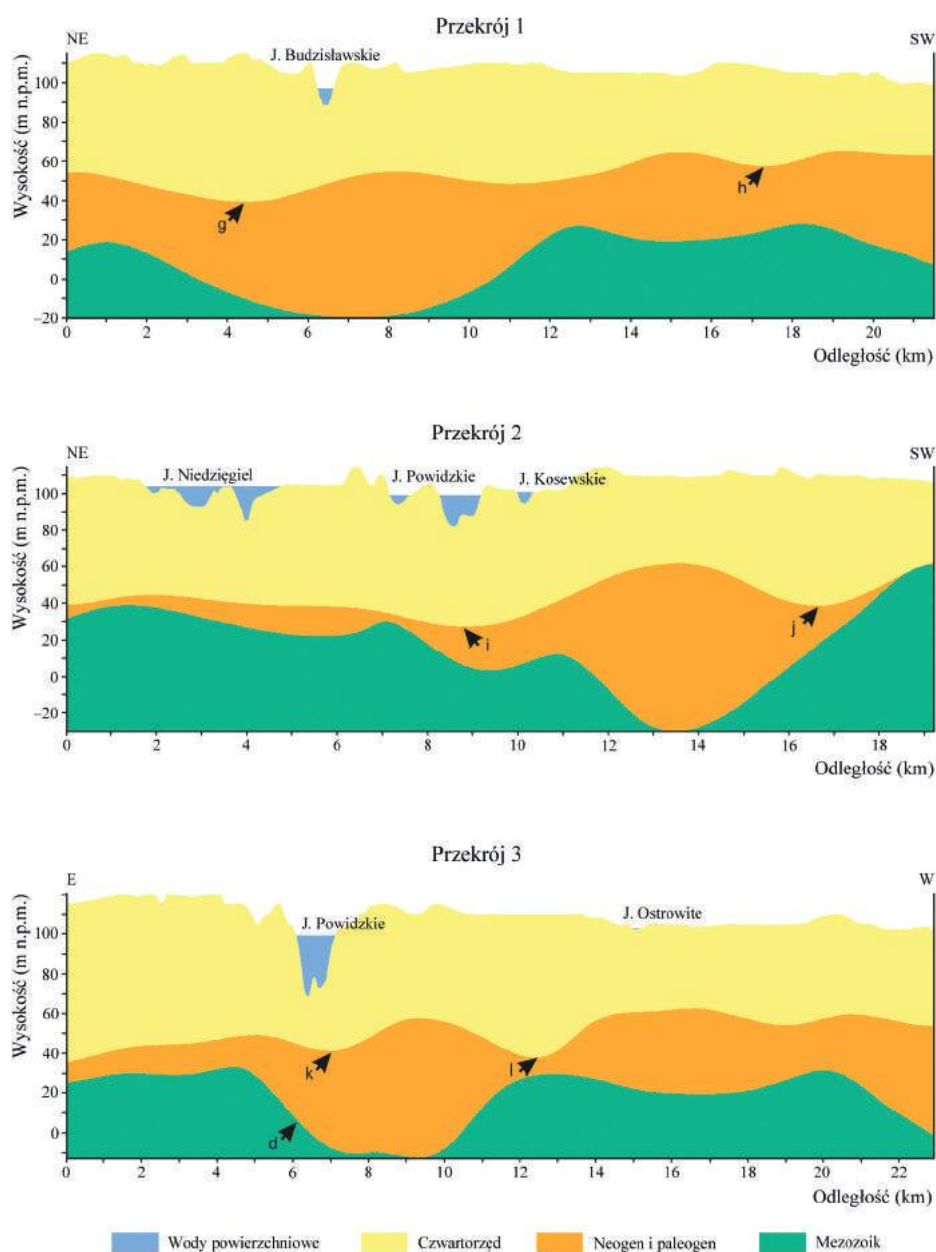 Przekrój 1
NE SW
J. Budzisławskie
Wysokość (m n.p.m.)
100
80
60
40
20
0
−20
g
h
0 2 4 6 8 10 12 14 16 18 20
Odległość (km)
Przekrój 2
NE SW
J. Niedzięgiel J. Powidzkie J. Kosewskie
Wysokość (m n.p.m.)
100
80
60
40
20
0
−20
i
j
0 2 4 6 8 10 12 14 16 18
Odległość (km)
Przekrój 3
E W
J. Powidzkie J. Ostrowite
Wysokość (m n.p.m.)
100
80
60
40
20
0
k
l
d
0 2 4 6 8 10 12 14 16 18 20 22
Odległość (km)
Wody powierzchniowe Czwartorzęd Neogen i paleogen Mezozoik